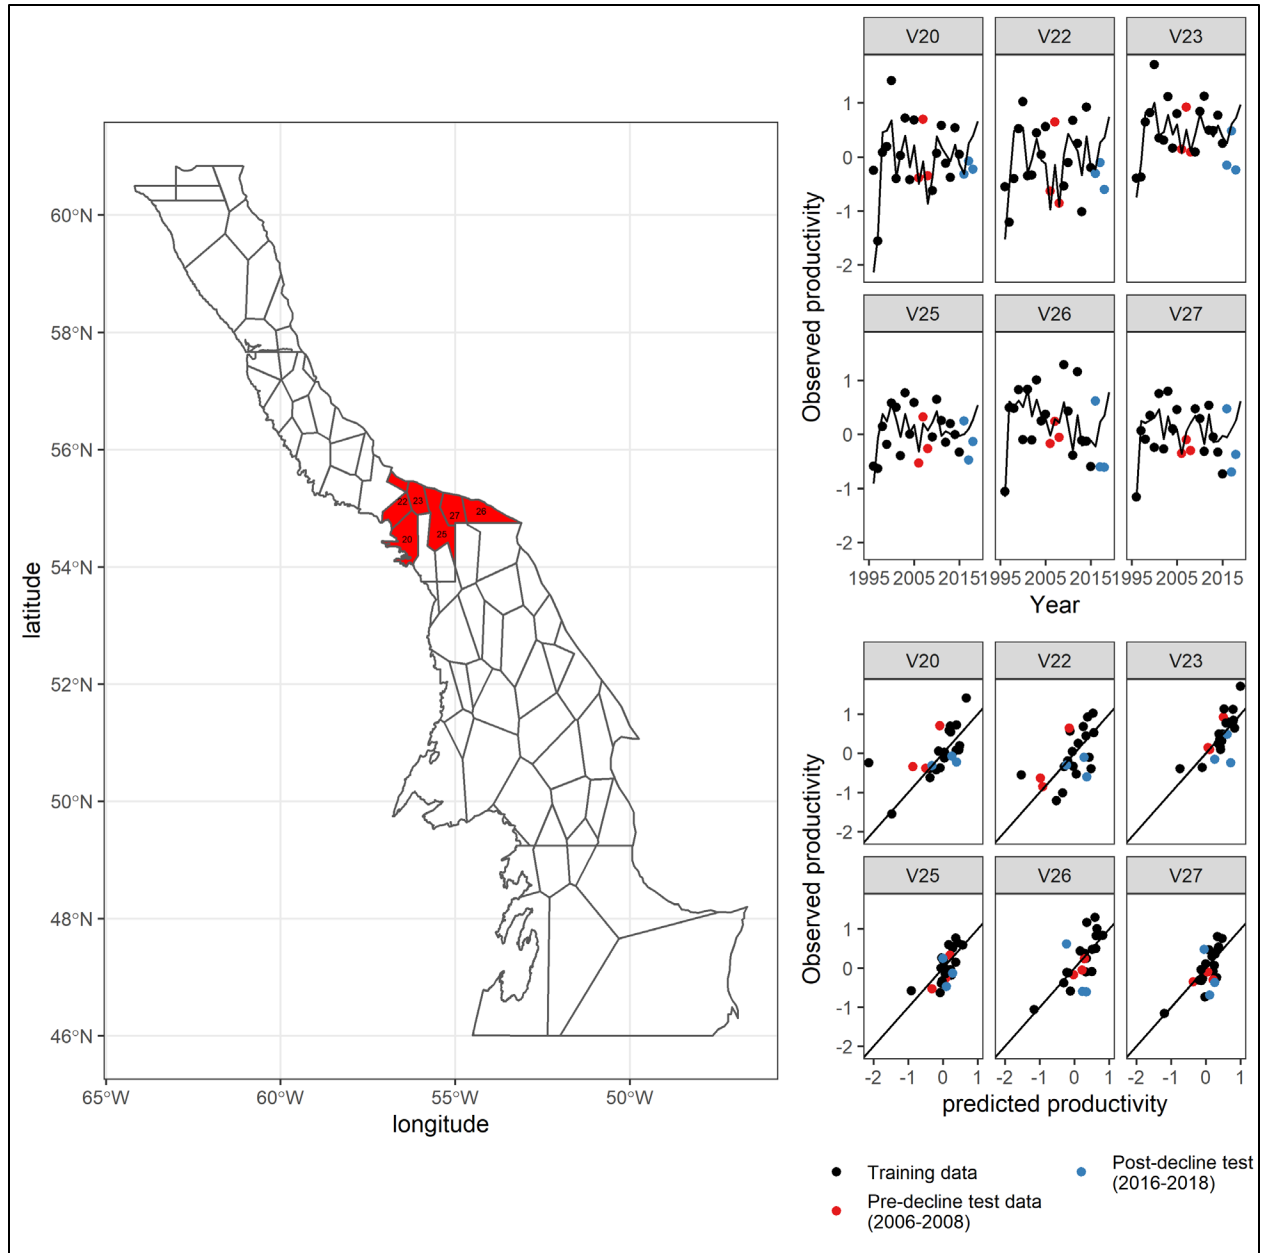 60°N
58°N
56°N
54°N
52°N
50°N
48°N
46°N
latitude
65°W 60°W 55°W 50°W
longitude
22 23 27 26
20 25
V20 V22 V23
1
0
-1
-2
V25 V26 V27
1
0
-1
-2
Observed productivity
1995 2005 2015 1995 2005 2015 1995 2005 2015
Year
V20 V22 V23
1
0
-1
-2
V25 V26 V27
1
0
-1
-2
Observed productivity
-2 -1 0 1 -2 -1 0 1 -2 -1 0 1
predicted productivity
Training data
Pre-decline test data
(2006-2008)
Post-decline test
(2016-2018)